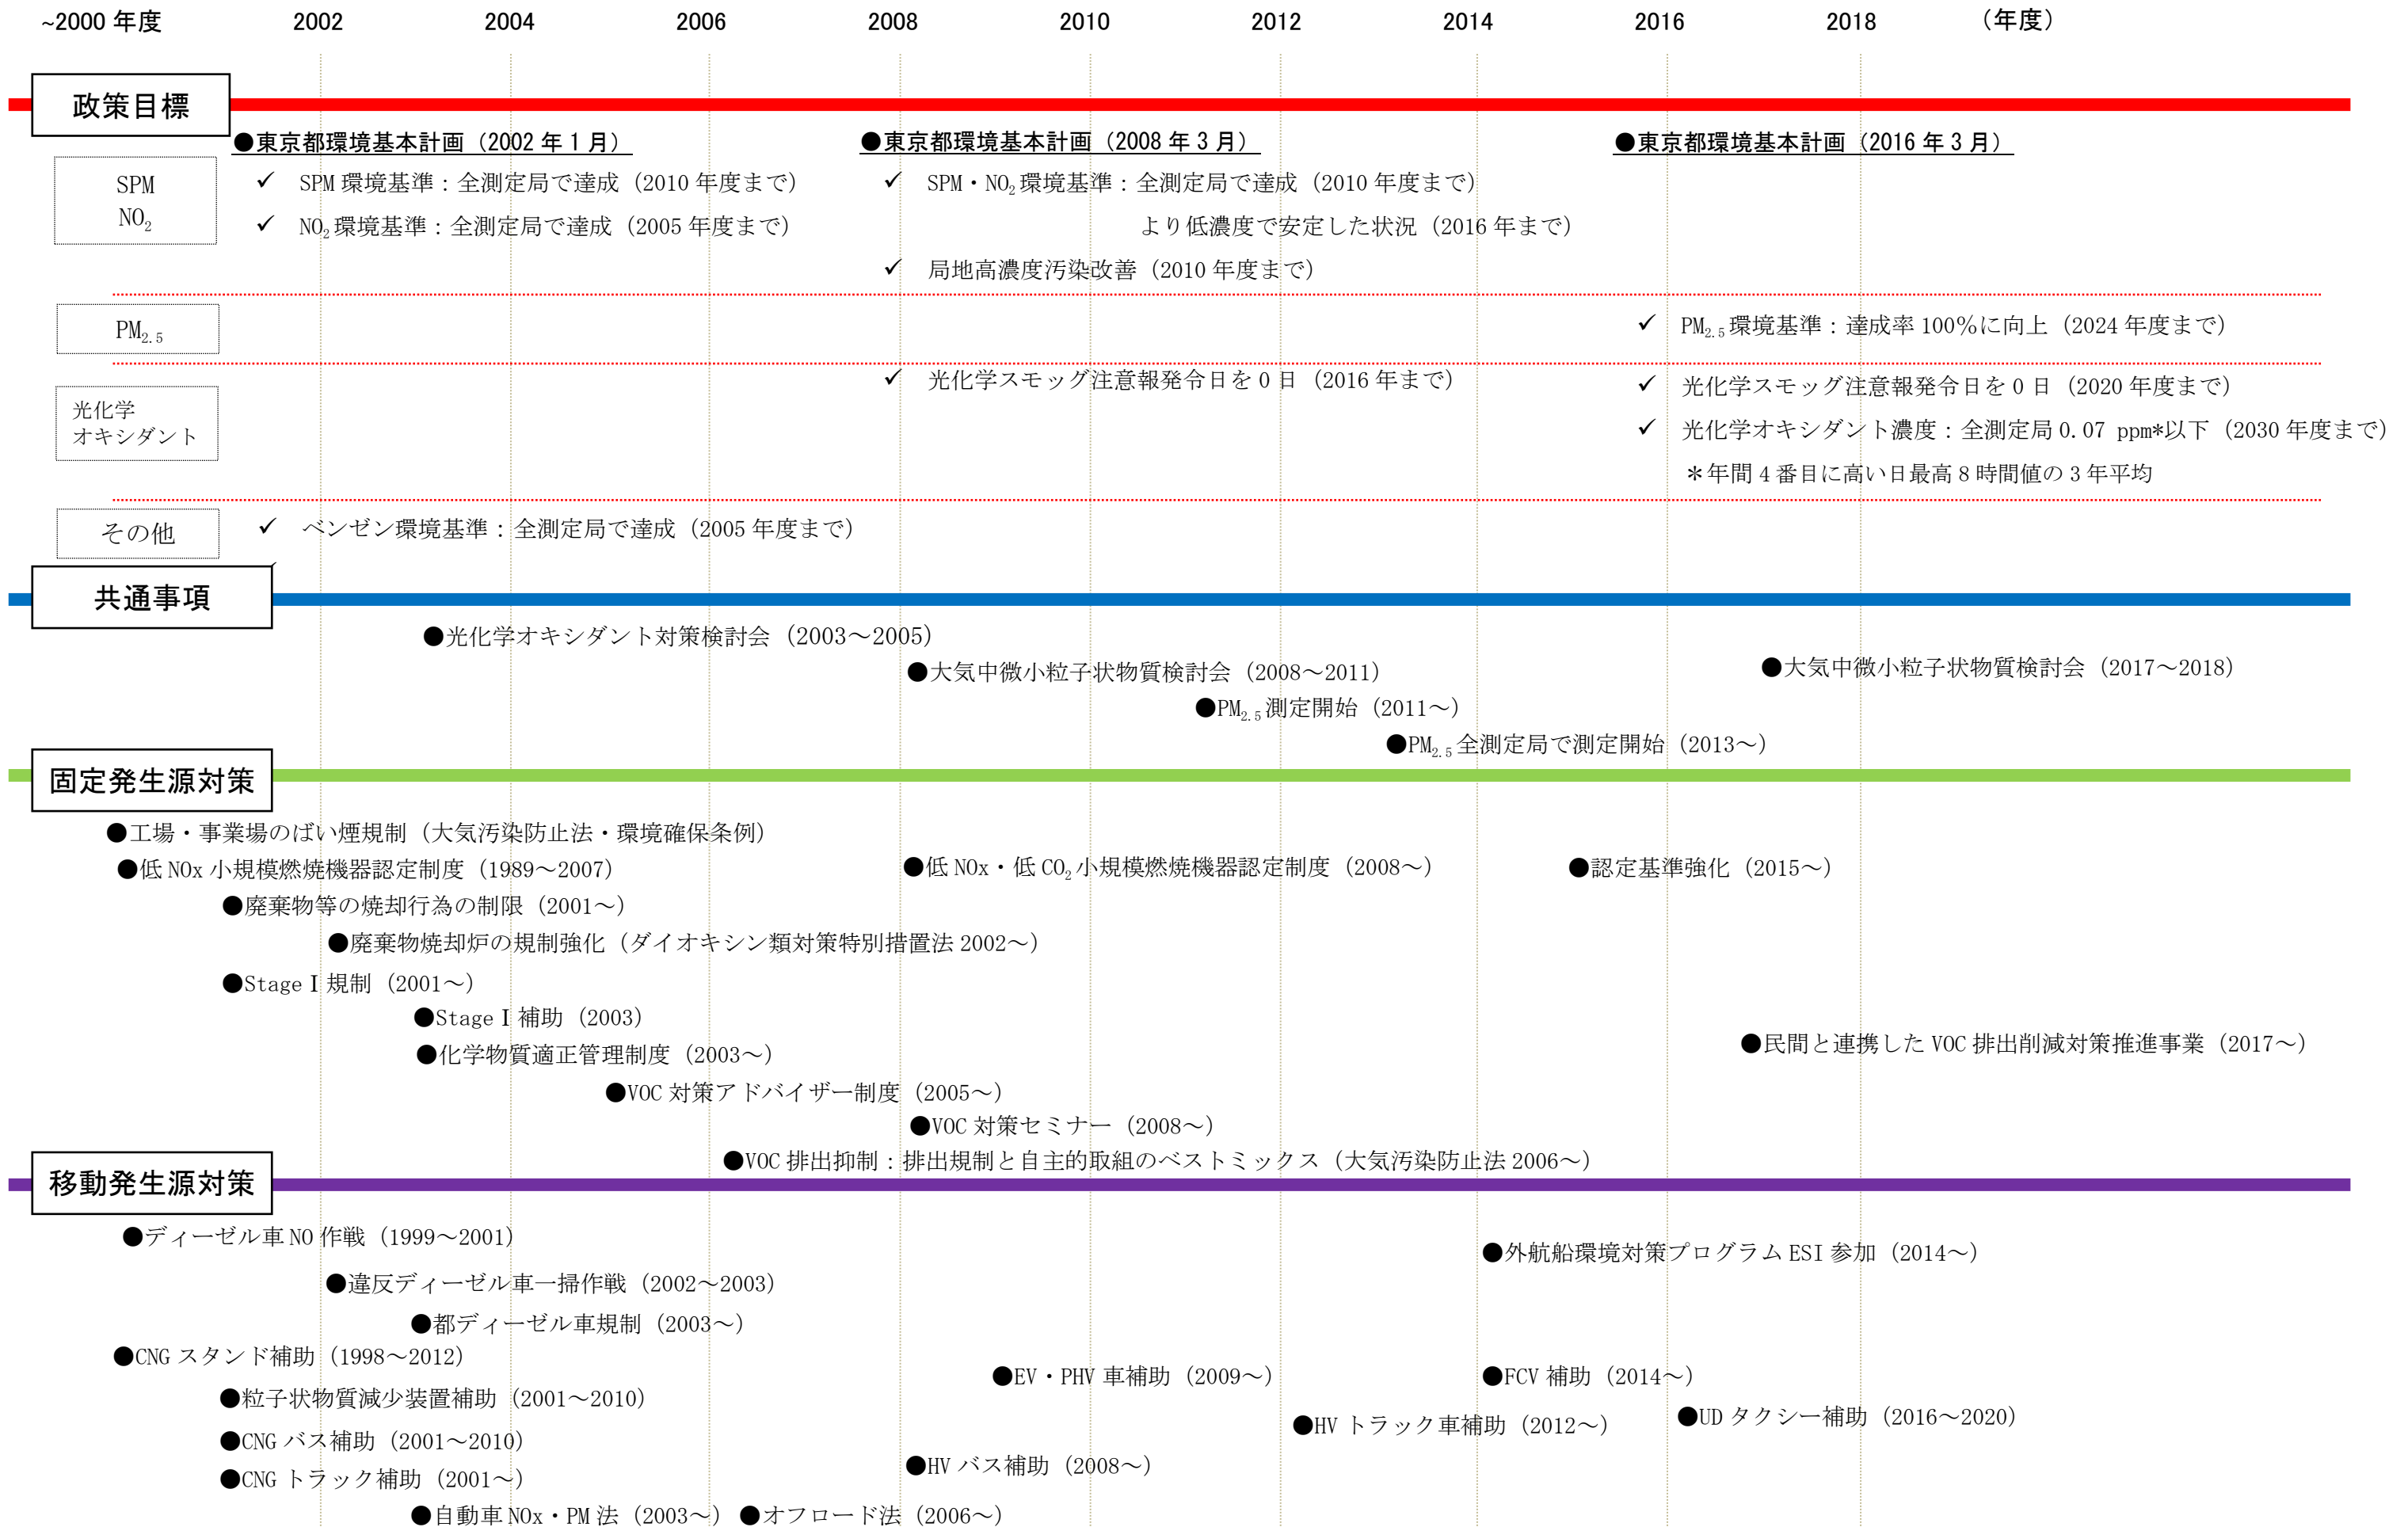 ~2000 年度 2002 2004 2006 2008 2010 2012 2014 2016 2018 （年度）
政策目標
●東京都環境基本計画（2002 年 1 月） ●東京都環境基本計画（2008 年 3 月） ●東京都環境基本計画（2016 年 3 月）
SPM
NO₂
✓ SPM 環境基準：全測定局で達成（2010 年度まで）
✓ NO₂環境基準：全測定局で達成（2005 年度まで）
✓ SPM・NO₂環境基準：全測定局で達成（2010 年度まで）
より低濃度で安定した状況（2016 年まで）
✓ 局地高濃度汚染改善（2010 年度まで）
PM₂.₅
✓ PM₂.₅環境基準：達成率 100％に向上（2024 年度まで）
光化学
オキシダント
✓ 光化学スモッグ注意報発令日を 0 日（2016 年まで）
✓ 光化学スモッグ注意報発令日を 0 日（2020 年度まで）
✓ 光化学オキシダント濃度：全測定局 0.07 ppm*以下（2030 年度まで）
＊年間 4 番目に高い日最高 8 時間値の 3 年平均
その他
✓ ベンゼン環境基準：全測定局で達成（2005 年度まで）
共通事項
●光化学オキシダント対策検討会（2003～2005）
●大気中微小粒子状物質検討会（2008～2011）
●大気中微小粒子状物質検討会（2017～2018）
●PM₂.₅測定開始（2011～）
●PM₂.₅全測定局で測定開始（2013～）
固定発生源対策
●工場・事業場のばい煙規制（大気汚染防止法・環境確保条例）
●低 NOx 小規模燃焼機器認定制度（1989～2007）
●低 NOx・低 CO₂小規模燃焼機器認定制度（2008～）
●認定基準強化（2015～）
●廃棄物等の焼却行為の制限（2001～）
●廃棄物焼却炉の規制強化（ダイオキシン類対策特別措置法 2002～）
●StageⅠ規制（2001～）
●StageⅠ補助（2003）
●化学物質適正管理制度（2003～）
●民間と連携した VOC 排出削減対策推進事業（2017～）
●VOC 対策アドバイザー制度（2005～）
●VOC 対策セミナー（2008～）
●VOC 排出抑制：排出規制と自主的取組のベストミックス（大気汚染防止法 2006～）
移動発生源対策
●ディーゼル車 NO 作戦（1999～2001）
●外航船環境対策プログラム ESI 参加（2014～）
●違反ディーゼル車一掃作戦（2002～2003）
●都ディーゼル車規制（2003～）
●CNG スタンド補助（1998～2012）
●EV・PHV 車補助（2009～）
●FCV 補助（2014～）
●粒子状物質減少装置補助（2001～2010）
●HV トラック車補助（2012～）
●UD タクシー補助（2016～2020）
●CNG バス補助（2001～2010）
●HV バス補助（2008～）
●CNG トラック補助（2001～）
●自動車 NOx・PM 法（2003～） ●オフロード法（2006～）